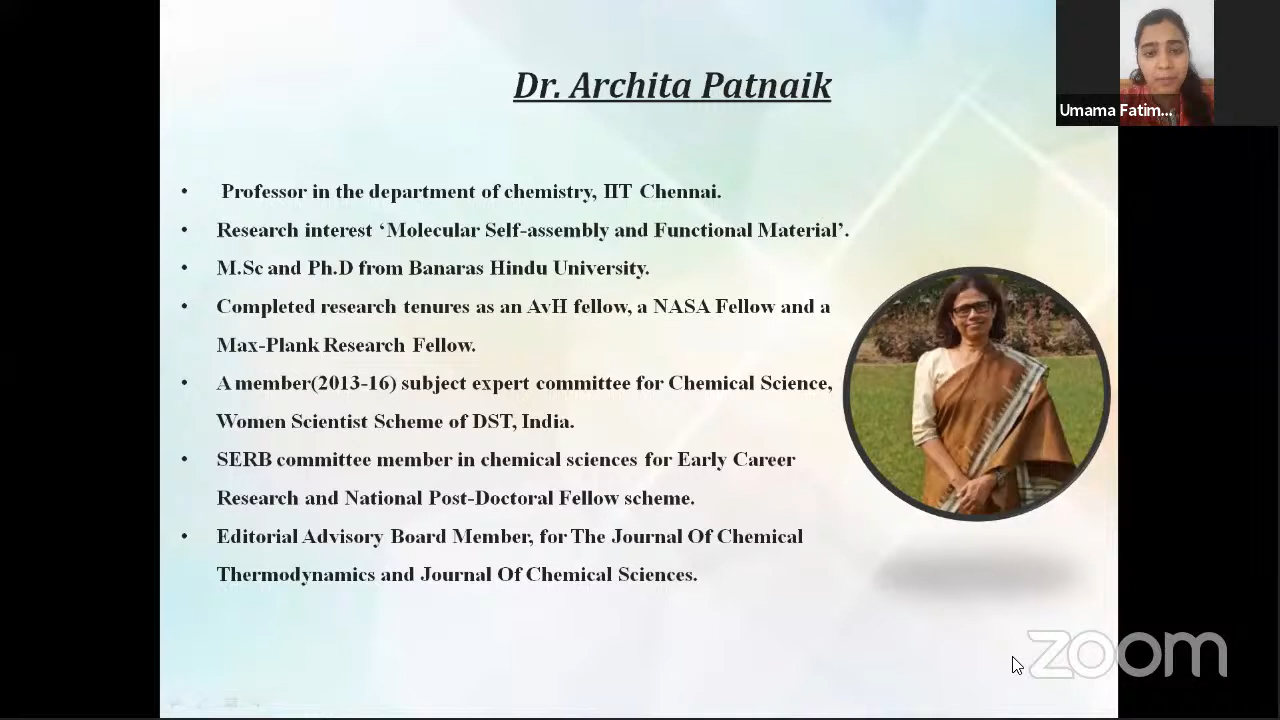 Dr. Archita Patnaik
Umama Fatim...
• Professor in the department of chemistry, IIT Chennai.
• Research interest ‘Molecular Self-assembly and Functional Material’.
• M.Sc and Ph.D from Banaras Hindu University.
• Completed research tenures as an AvH fellow, a NASA Fellow and a
Max-Plank Research Fellow.
• A member(2013-16) subject expert committee for Chemical Science,
Women Scientist Scheme of DST, India.
• SERB committee member in chemical sciences for Early Career
Research and National Post-Doctoral Fellow scheme.
• Editorial Advisory Board Member, for The Journal Of Chemical
Thermodynamics and Journal Of Chemical Sciences.
zoom